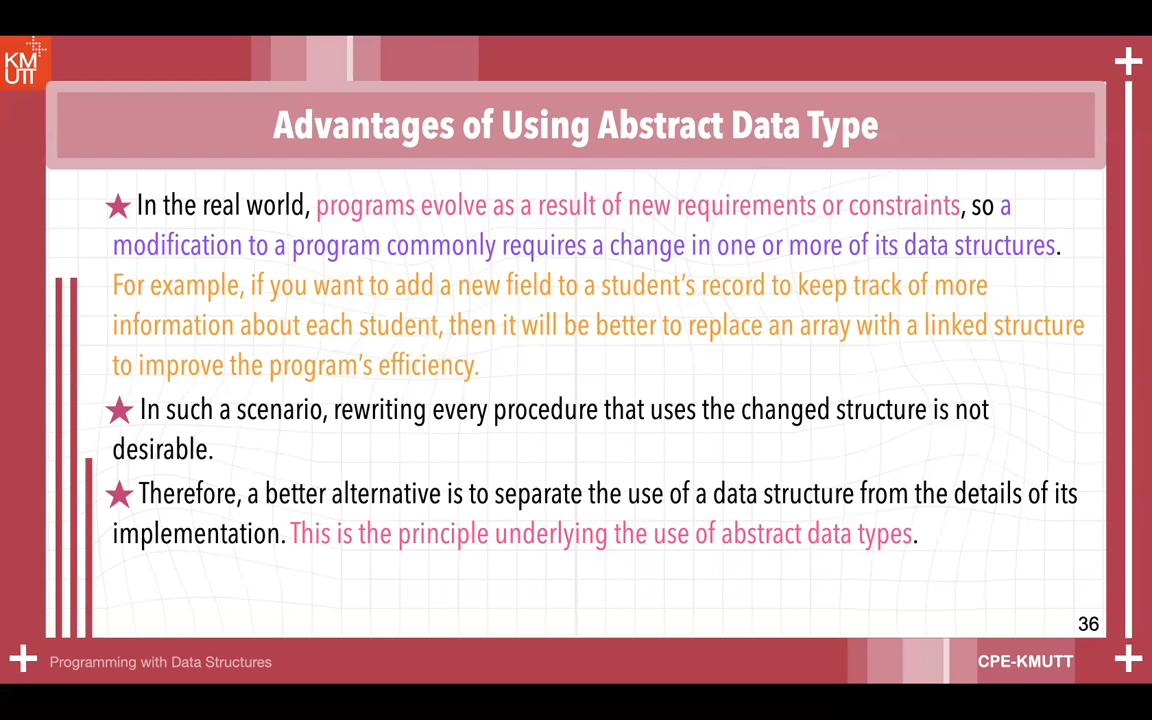 KM
UTT
Advantages of Using Abstract Data Type
In the real world, programs evolve as a result of new requirements or constraints, so a
modification to a program commonly requires a change in one or more of its data structures.
For example, if you want to add a new field to a student's record to keep track of more
information about each student, then it will be better to replace an array with a linked structure
to improve the program's efficiency.
In such a scenario, rewriting every procedure that uses the changed structure is not
desirable.
Therefore, a better alternative is to separate the use of a data structure from the details of its
implementation. This is the principle underlying the use of abstract data types.
36
Programming with Data Structures
CPE-KMUTT